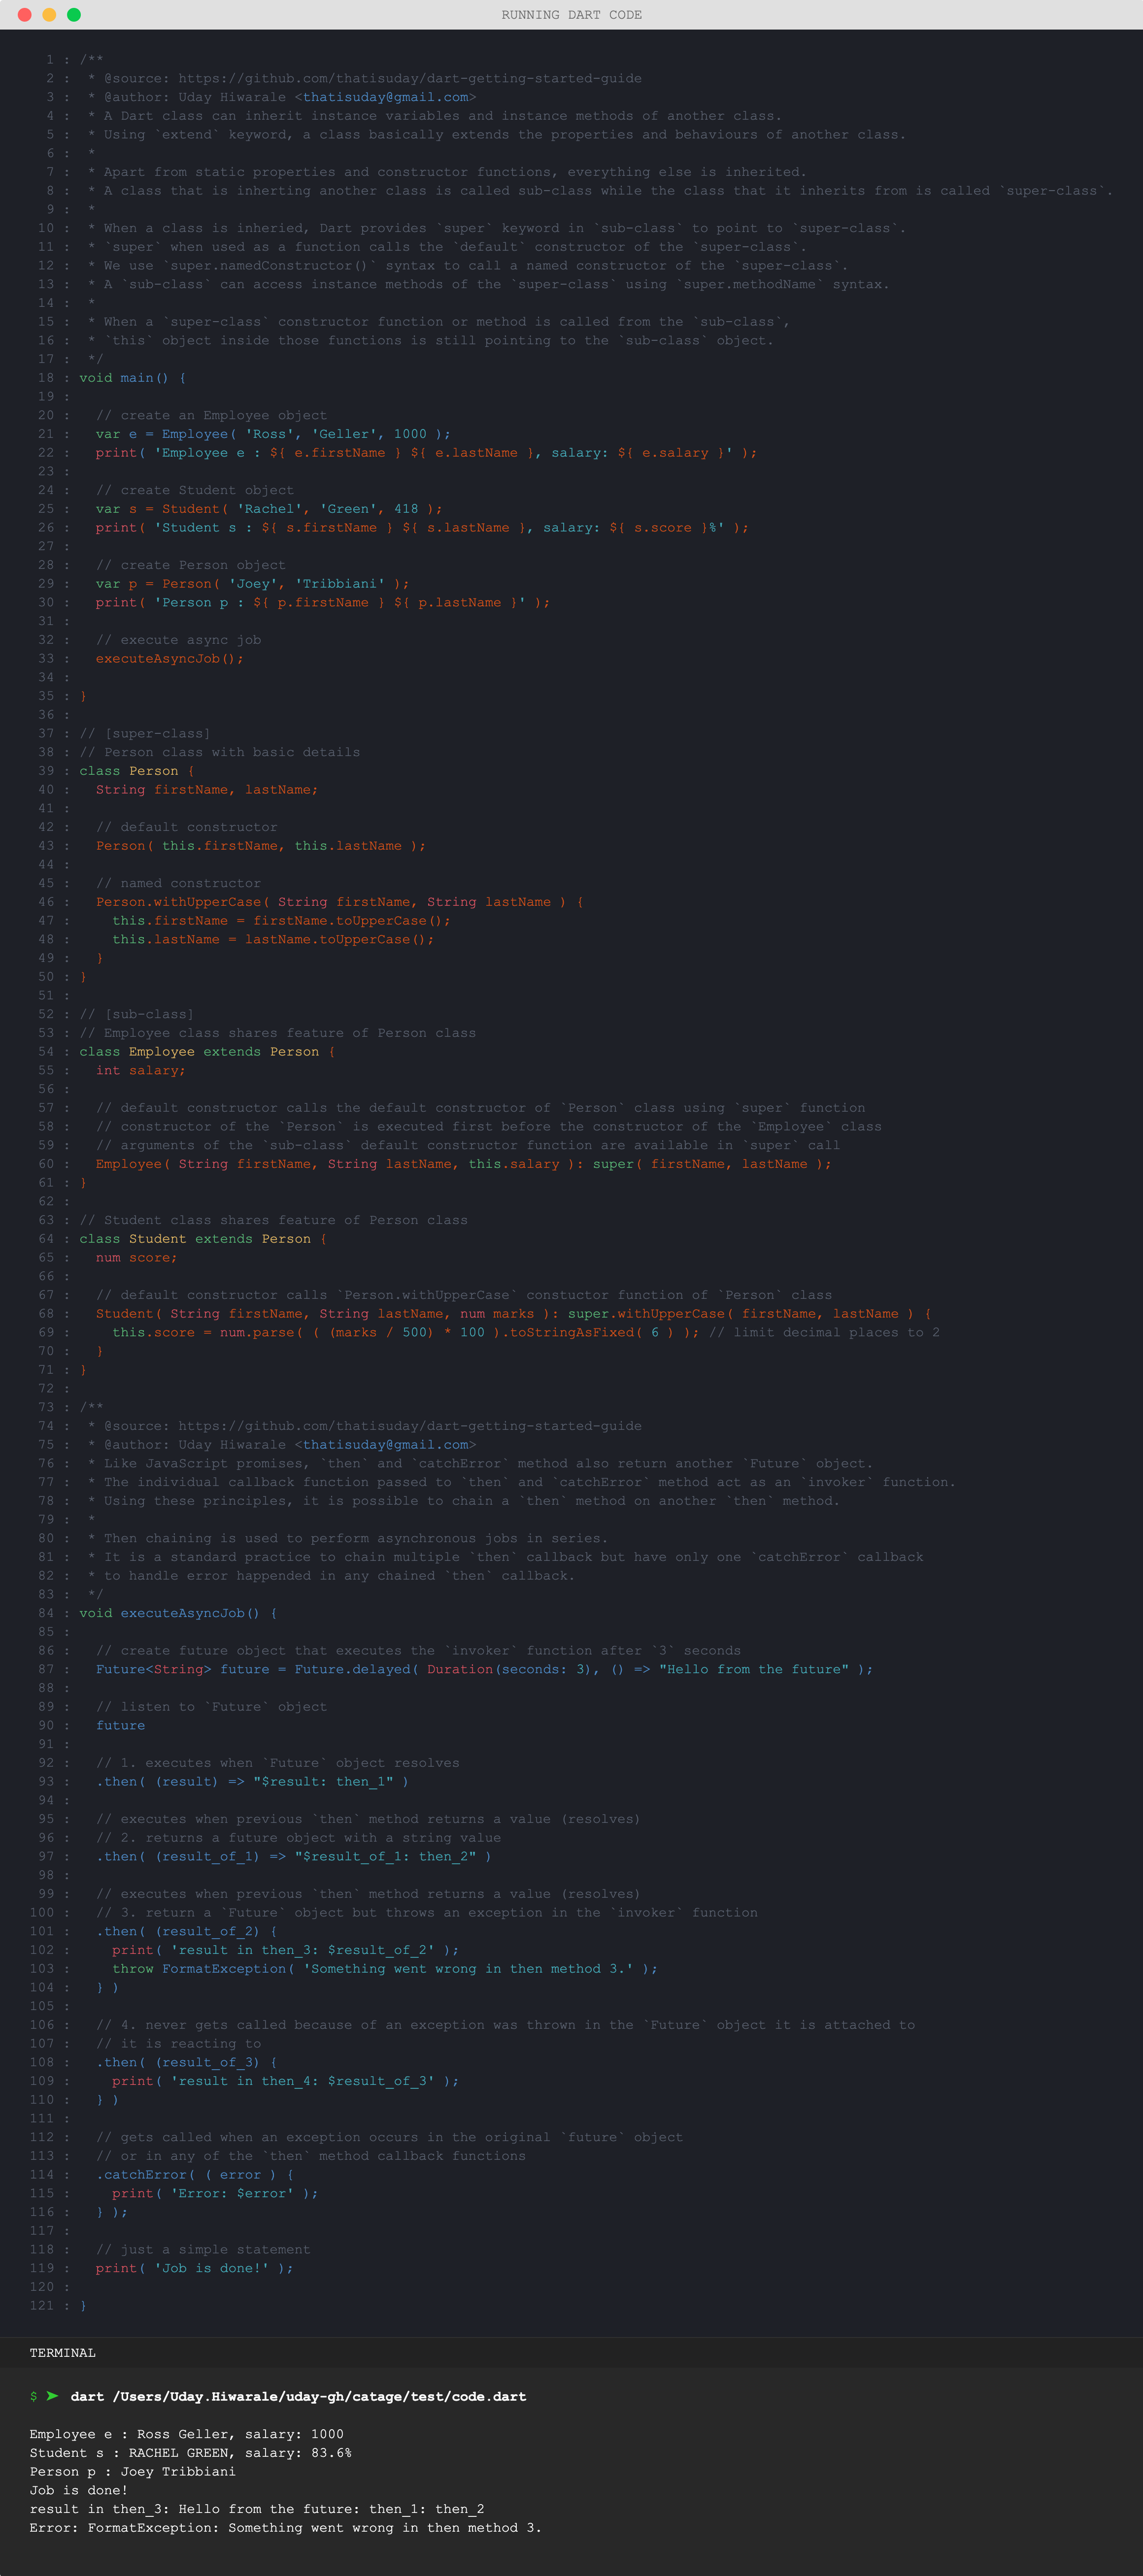 RUNNING DART CODE
1 : /**
2 :  * @source: https://github.com/thatisuday/dart-getting-started-guide
3 :  * @author: Uday Hiwarale <thatisuday@gmail.com>
4 :  * A Dart class can inherit instance variables and instance methods of another class.
5 :  * Using `extend` keyword, a class basically extends the properties and behaviours of another class.
6 :  *
7 :  * Apart from static properties and constructor functions, everything else is inherited.
8 :  * A class that is inherting another class is called sub-class while the class that it inherits from is called `super-class`.
9 :  *
10 :  * When a class is inheried, Dart provides `super` keyword in `sub-class` to point to `super-class`.
11 :  * `super` when used as a function calls the `default` constructor of the `super-class`.
12 :  * We use `super.namedConstructor()` syntax to call a named constructor of the `super-class`.
13 :  * A `sub-class` can access instance methods of the `super-class` using `super.methodName` syntax.
14 :  *
15 :  * When a `super-class` constructor function or method is called from the `sub-class`,
16 :  * `this` object inside those functions is still pointing to the `sub-class` object.
17 :  */
18 : void main() {
19 :
20 :   // create an Employee object
21 :   var e = Employee( 'Ross', 'Geller', 1000 );
22 :   print( 'Employee e : ${ e.firstName } ${ e.lastName }, salary: ${ e.salary }' );
23 :
24 :   // create Student object
25 :   var s = Student( 'Rachel', 'Green', 418 );
26 :   print( 'Student s : ${ s.firstName } ${ s.lastName }, salary: ${ s.score }%' );
27 :
28 :   // create Person object
29 :   var p = Person( 'Joey', 'Tribbiani' );
30 :   print( 'Person p : ${ p.firstName } ${ p.lastName }' );
31 :
32 :   // execute async job
33 :   executeAsyncJob();
34 :
35 : }
36 :
37 : // [super-class]
38 : // Person class with basic details
39 : class Person {
40 :   String firstName, lastName;
41 :
42 :   // default constructor
43 :   Person( this.firstName, this.lastName );
44 :
45 :   // named constructor
46 :   Person.withUpperCase( String firstName, String lastName ) {
47 :     this.firstName = firstName.toUpperCase();
48 :     this.lastName = lastName.toUpperCase();
49 :   }
50 : }
51 :
52 : // [sub-class]
53 : // Employee class shares feature of Person class
54 : class Employee extends Person {
55 :   int salary;
56 :
57 :   // default constructor calls the default constructor of `Person` class using `super` function
58 :   // constructor of the `Person` is executed first before the constructor of the `Employee` class
59 :   // arguments of the `sub-class` default constructor function are available in `super` call
60 :   Employee( String firstName, String lastName, this.salary ): super( firstName, lastName );
61 : }
62 :
63 : // Student class shares feature of Person class
64 : class Student extends Person {
65 :   num score;
66 :
67 :   // default constructor calls `Person.withUpperCase` constuctor function of `Person` class
68 :   Student( String firstName, String lastName, num marks ): super.withUpperCase( firstName, lastName ) {
69 :     this.score = num.parse( ( (marks / 500) * 100 ).toStringAsFixed( 6 ) ); // limit decimal places to 2
70 :   }
71 : }
72 :
73 : /**
74 :  * @source: https://github.com/thatisuday/dart-getting-started-guide
75 :  * @author: Uday Hiwarale <thatisuday@gmail.com>
76 :  * Like JavaScript promises, `then` and `catchError` method also return another `Future` object.
77 :  * The individual callback function passed to `then` and `catchError` method act as an `invoker` function.
78 :  * Using these principles, it is possible to chain a `then` method on another `then` method.
79 :  *
80 :  * Then chaining is used to perform asynchronous jobs in series.
81 :  * It is a standard practice to chain multiple `then` callback but have only one `catchError` callback
82 :  * to handle error happended in any chained `then` callback.
83 :  */
84 : void executeAsyncJob() {
85 :
86 :   // create future object that executes the `invoker` function after `3` seconds
87 :   Future<String> future = Future.delayed( Duration(seconds: 3), () => "Hello from the future" );
88 :
89 :   // listen to `Future` object
90 :   future
91 :
92 :   // 1. executes when `Future` object resolves
93 :   .then( (result) => "$result: then_1" )
94 :
95 :   // executes when previous `then` method returns a value (resolves)
96 :   // 2. returns a future object with a string value
97 :   .then( (result_of_1) => "$result_of_1: then_2" )
98 :
99 :   // executes when previous `then` method returns a value (resolves)
100 :   // 3. return a `Future` object but throws an exception in the `invoker` function
101 :   .then( (result_of_2) {
102 :     print( 'result in then_3: $result_of_2' );
103 :     throw FormatException( 'Something went wrong in then method 3.' );
104 :   } )
105 :
106 :   // 4. never gets called because of an exception was thrown in the `Future` object it is attached to
107 :   // it is reacting to
108 :   .then( (result_of_3) {
109 :     print( 'result in then_4: $result_of_3' );
110 :   } )
111 :
112 :   // gets called when an exception occurs in the original `future` object
113 :   // or in any of the `then` method callback functions
114 :   .catchError( ( error ) {
115 :     print( 'Error: $error' );
116 :   } );
117 :
118 :   // just a simple statement
119 :   print( 'Job is done!' );
120 :
121 : }
TERMINAL
$ ➤ dart /Users/Uday.Hiwarale/uday-gh/catage/test/code.dart
Employee e : Ross Geller, salary: 1000
Student s : RACHEL GREEN, salary: 83.6%
Person p : Joey Tribbiani
Job is done!
result in then_3: Hello from the future: then_1: then_2
Error: FormatException: Something went wrong in then method 3.